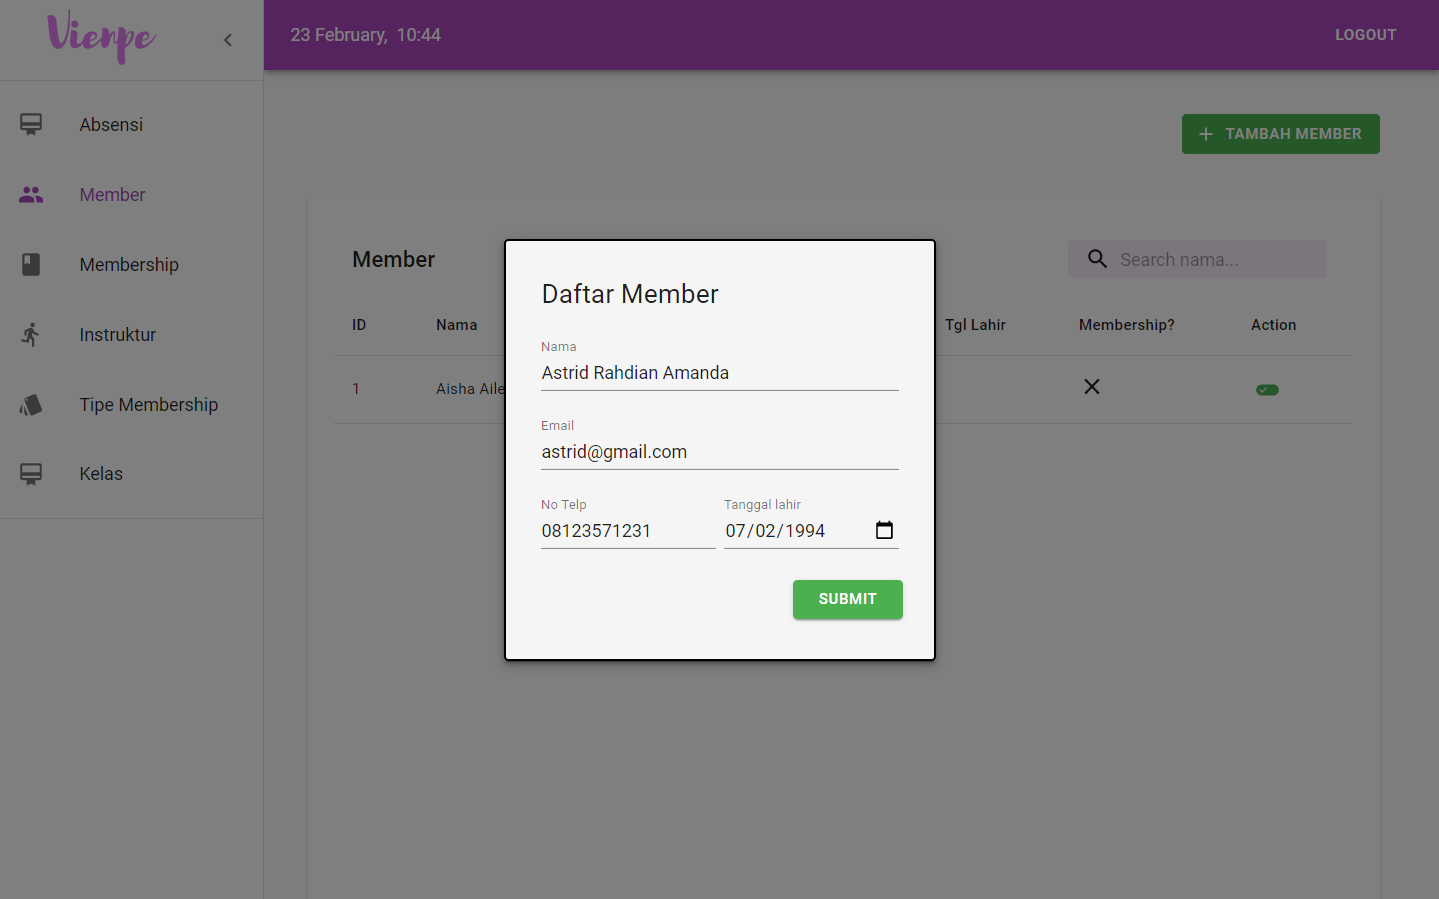 Vienpe
23 February, 10:44
LOGOUT
Absensi
Member
Membership
Instruktur
Tipe Membership
Kelas
TAMBAH MEMBER
Member
Search nama...
ID
Nama
Tgl Lahir
Membership?
Action
1
Aisha Aile
Daftar Member
Nama
Astrid Rahdian Amanda
Email
astrid@gmail.com
No Telp
Tanggal lahir
08123571231
07/02/1994
SUBMIT